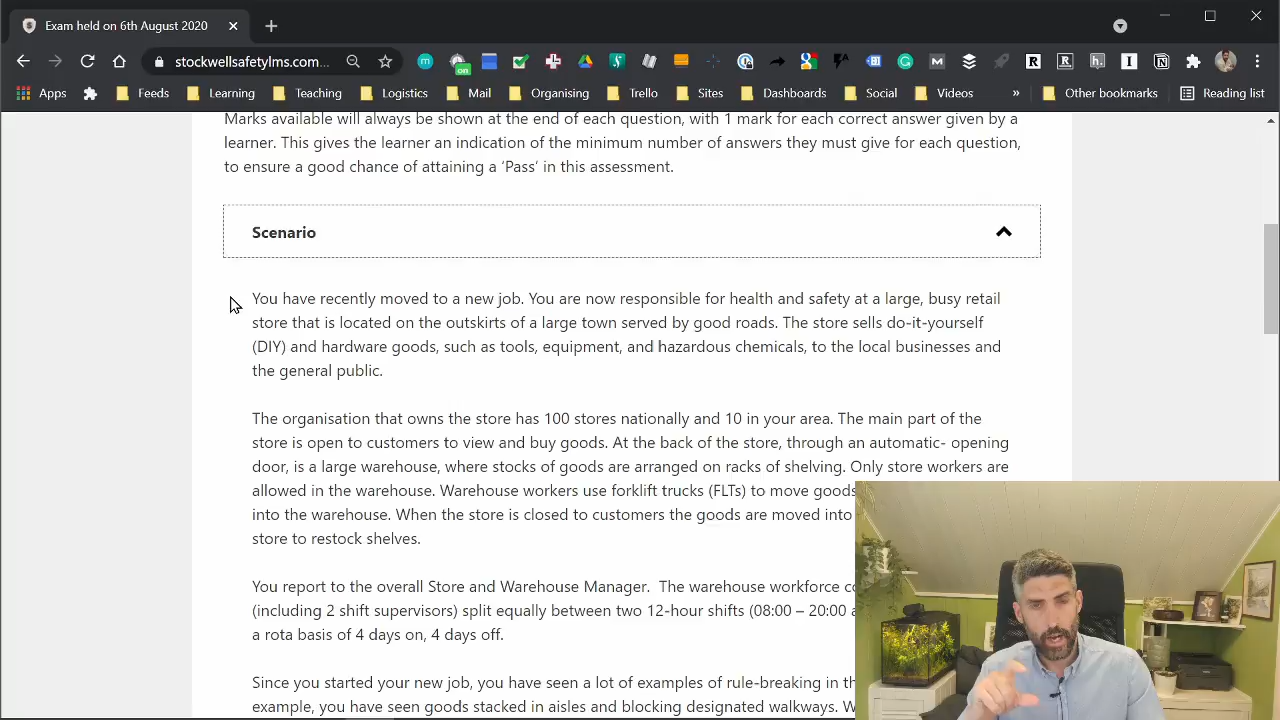 Exam held on 6th August 2020
stockwellsafetylms.com...
on
Apps
Feeds
Learning
Teaching
Logistics
Mail
Organising
Trello
Sites
Dashboards
Social
Videos
»
Other bookmarks
Reading list
Marks available will always be shown at the end of each question, with 1 mark for each correct answer given by a
learner. This gives the learner an indication of the minimum number of answers they must give for each question,
to ensure a good chance of attaining a ‘Pass’ in this assessment.
Scenario
You have recently moved to a new job. You are now responsible for health and safety at a large, busy retail
store that is located on the outskirts of a large town served by good roads. The store sells do-it-yourself
(DIY) and hardware goods, such as tools, equipment, and hazardous chemicals, to the local businesses and
the general public.
The organisation that owns the store has 100 stores nationally and 10 in your area. The main part of the
store is open to customers to view and buy goods. At the back of the store, through an automatic- opening
door, is a large warehouse, where stocks of goods are arranged on racks of shelving. Only store workers are
allowed in the warehouse. Warehouse workers use forklift trucks (FLTs) to move goods
into the warehouse. When the store is closed to customers the goods are moved into
store to restock shelves.
You report to the overall Store and Warehouse Manager. The warehouse workforce co
(including 2 shift supervisors) split equally between two 12-hour shifts (08:00 – 20:00 a
a rota basis of 4 days on, 4 days off.
Since you started your new job, you have seen a lot of examples of rule-breaking in th
example, you have seen goods stacked in aisles and blocking designated walkways. W